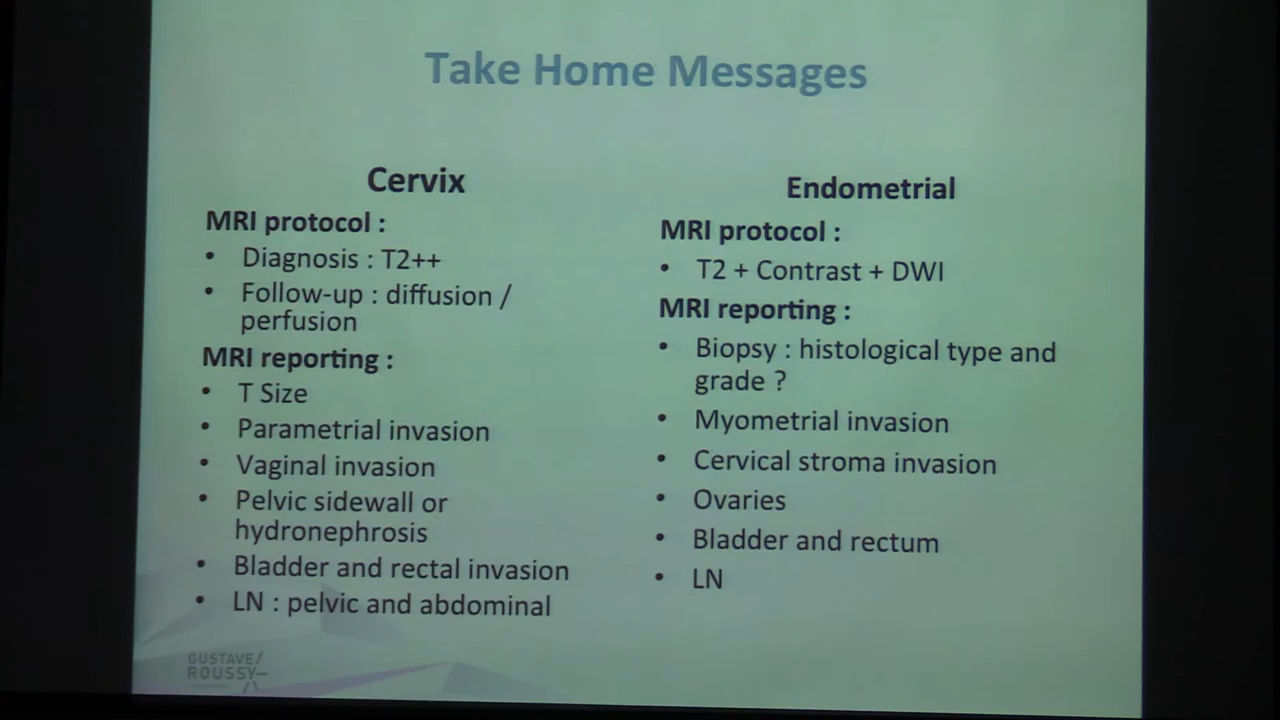 Take Home Messages
Cervix
MRI protocol :
• Diagnosis : T2++
• Follow-up : diffusion /
perfusion
MRI reporting :
• T Size
• Parametrial invasion
• Vaginal invasion
• Pelvic sidewall or
hydronephrosis
• Bladder and rectal invasion
• LN : pelvic and abdominal
Endometrial
MRI protocol :
• T2 + Contrast + DWI
MRI reporting :
• Biopsy : histological type and
grade ?
• Myometrial invasion
• Cervical stroma invasion
• Ovaries
• Bladder and rectum
• LN
GUSTAVE/
ROUSSY